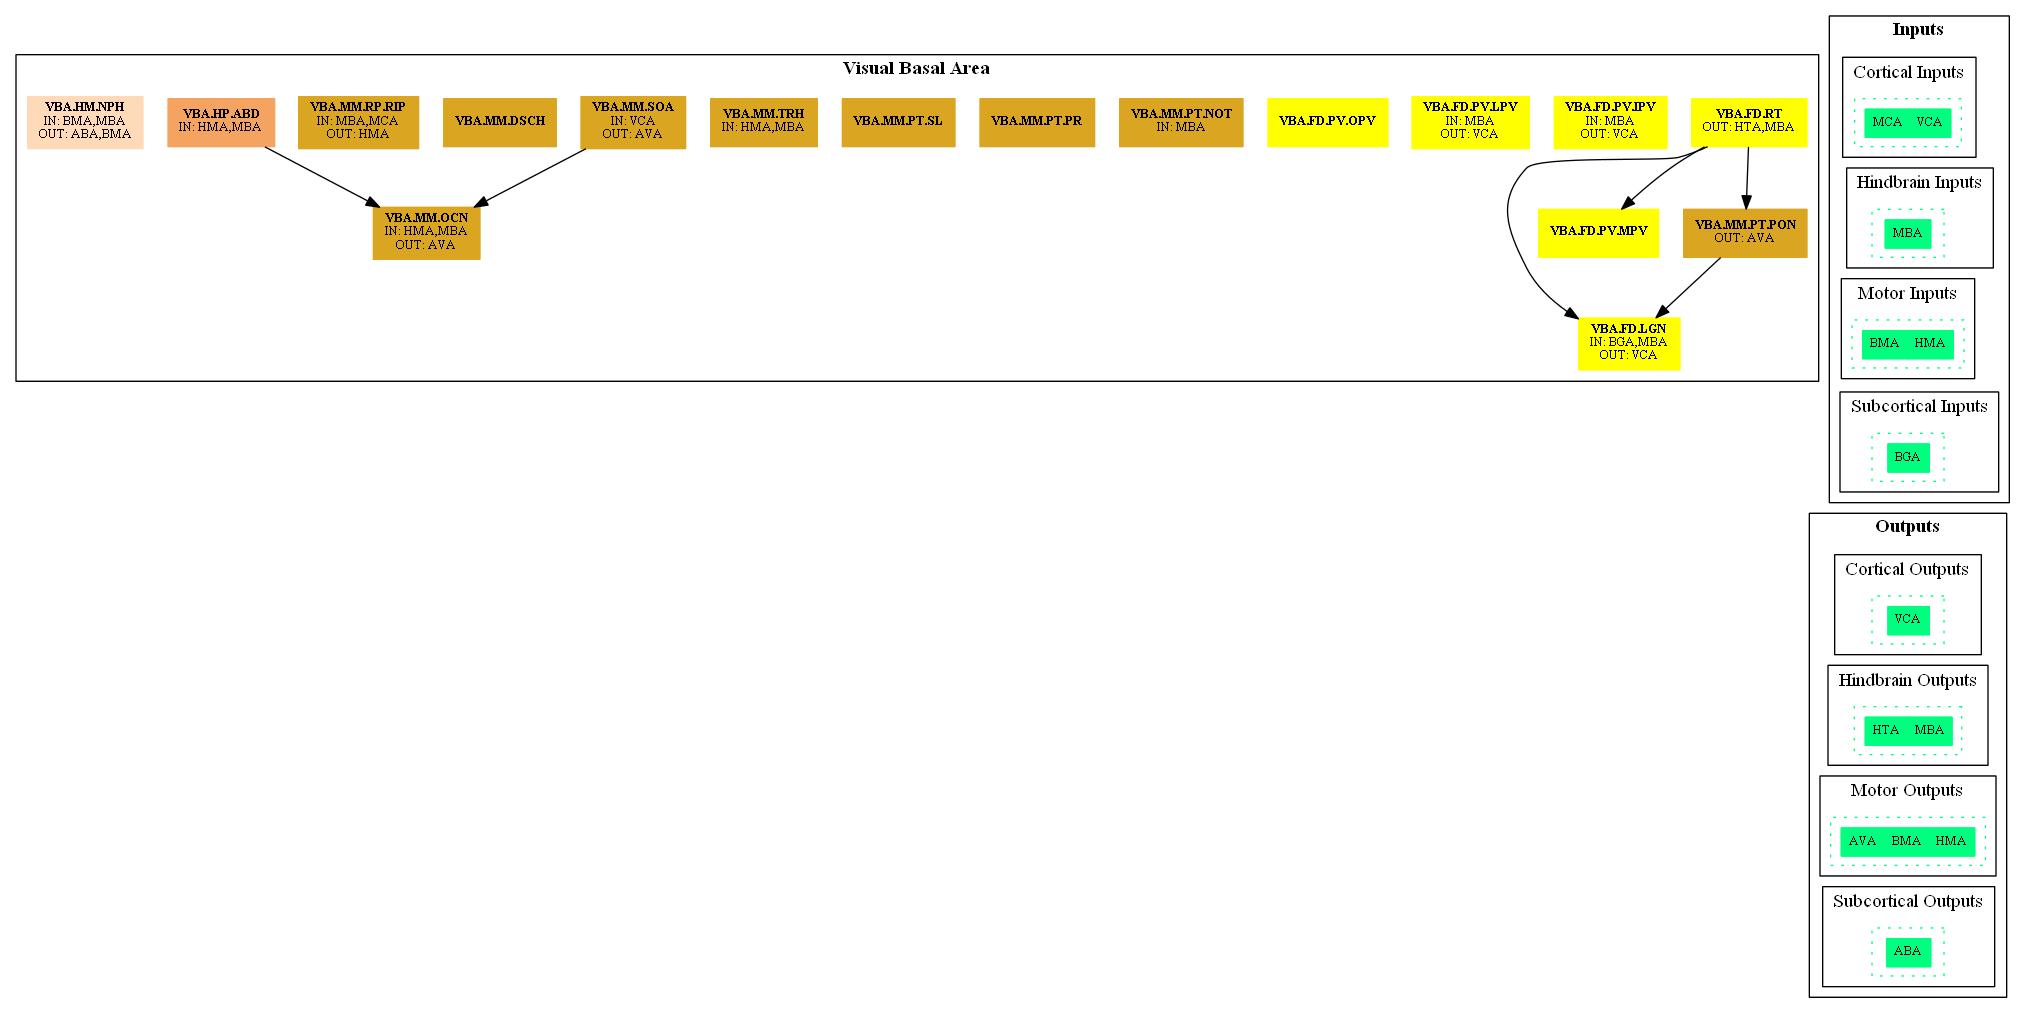 Visual Basal Area
VBA.HM.NPH
IN: BMA,MBA
OUT: ABA,BMA
VBA.HP.ABD
IN: HMA,MBA
VBA.MM.RP.RIP
IN: MBA,MCA
OUT: HMA
VBA.MM.DSCH
VBA.MM.SOA
IN: VCA
OUT: AVA
VBA.MM.TRH
IN: HMA,MBA
VBA.MM.PT.SL
VBA.MM.PT.PR
VBA.MM.PT.NOT
IN: MBA
VBA.FD.PV.OPV
VBA.FD.PV.LPV
IN: MBA
OUT: VCA
VBA.FD.PV.IPV
IN: MBA
OUT: VCA
VBA.FD.RT
OUT: HTA,MBA
VBA.MM.OCN
IN: HMA,MBA
OUT: AVA
VBA.FD.PV.MPV
VBA.MM.PT.PON
OUT: AVA
VBA.FD.LGN
IN: BGA,MBA
OUT: VCA
Inputs
Cortical Inputs
MCA VCA
Hindbrain Inputs
MBA
Motor Inputs
BMA HMA
Subcortical Inputs
BGA
Outputs
Cortical Outputs
VCA
Hindbrain Outputs
HTA MBA
Motor Outputs
AVA BMA HMA
Subcortical Outputs
ABA